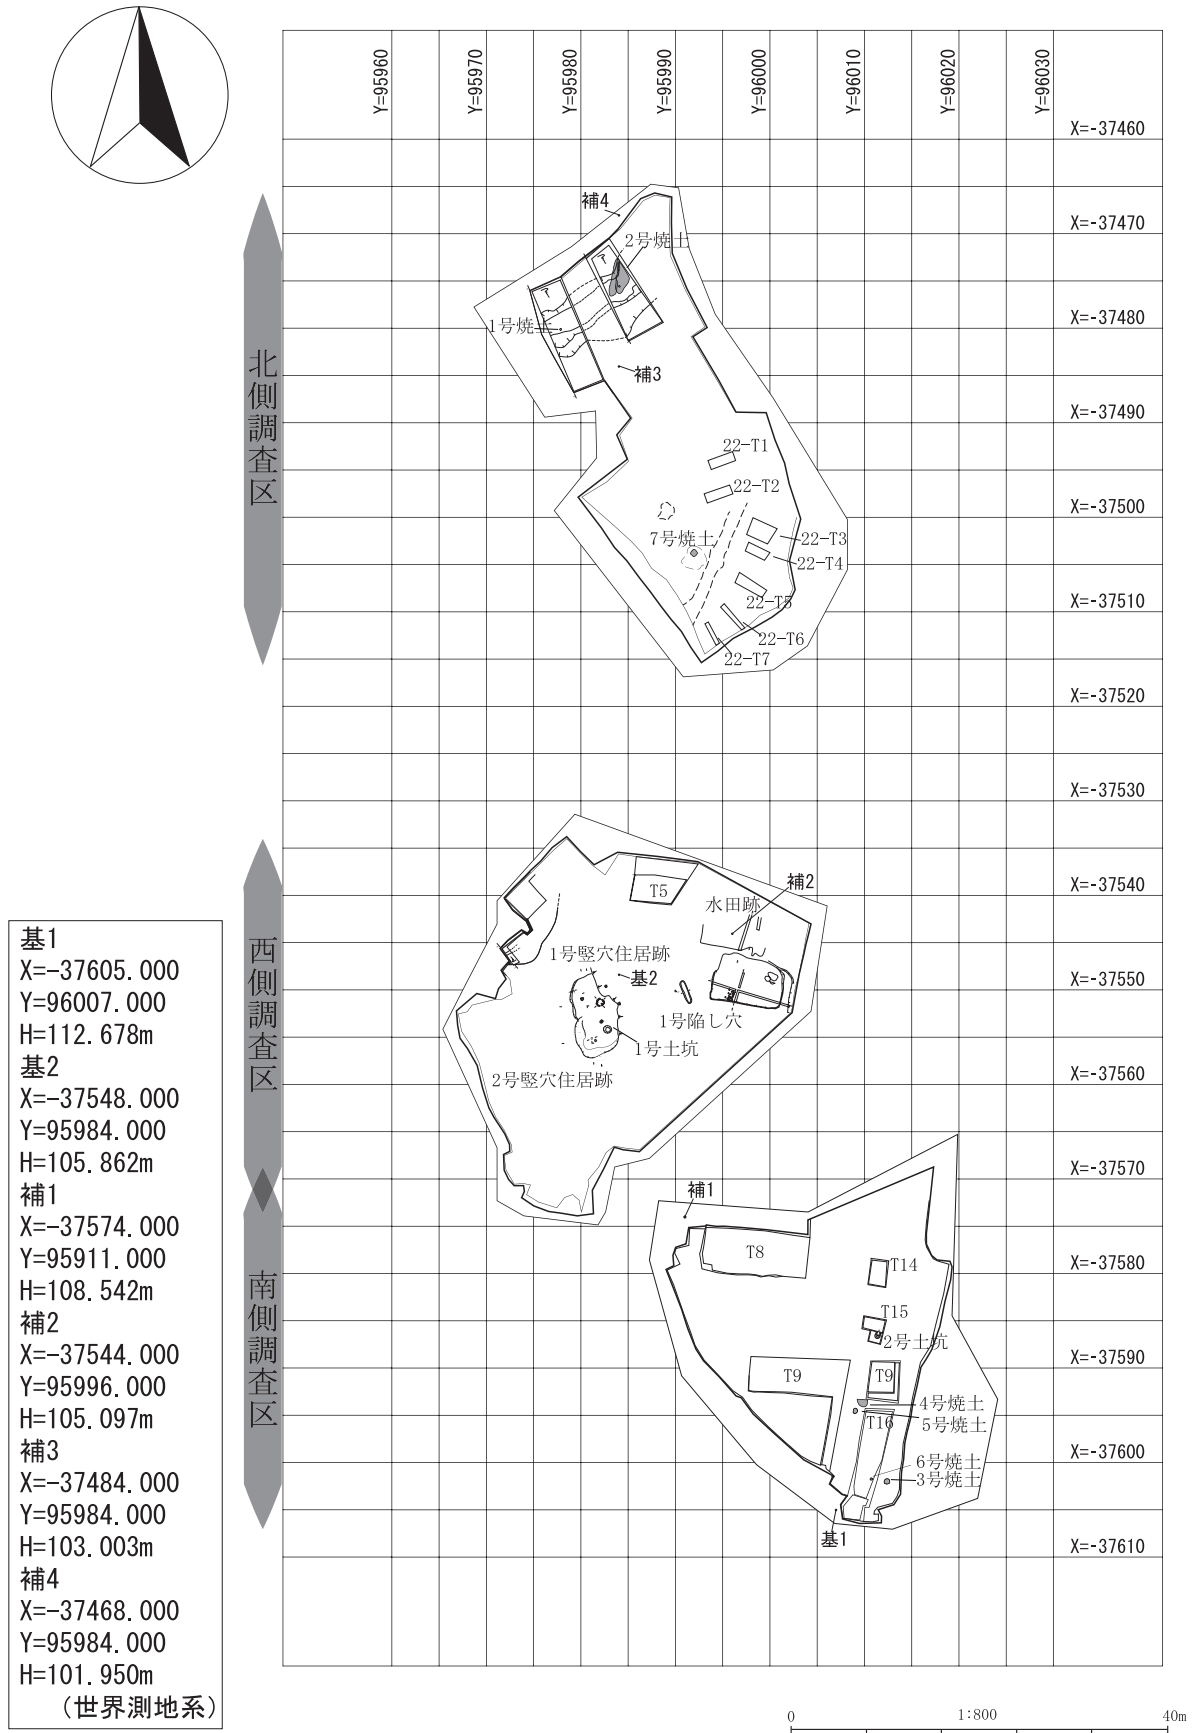 Y=95960
Y=95970
Y=95980
Y=95990
Y=96000
Y=96010
Y=96020
Y=96030
X=-37460
X=-37470
X=-37480
X=-37490
X=-37500
X=-37510
X=-37520
X=-37530
X=-37540
X=-37550
X=-37560
X=-37570
X=-37580
X=-37590
X=-37600
X=-37610
北側調査区
補4
2号焼土
1号焼土
補3
22-T1
22-T2
7号焼土
22-T3
22-T4
22-T5
22-T6
22-T7
西側調査区
T5
補2
水田跡
1号竪穴住居跡
基2
1号陥し穴
1号土坑
2号竪穴住居跡
南側調査区
補1
T8
T14
T15
2号土坑
T9
T9
4号焼土
T16
5号焼土
6号焼土
3号焼土
基1
基1
X=-37605.000
Y=96007.000
H=112.678m
基2
X=-37548.000
Y=95984.000
H=105.862m
補1
X=-37574.000
Y=95911.000
H=108.542m
補2
X=-37544.000
Y=95996.000
H=105.097m
補3
X=-37484.000
Y=95984.000
H=103.003m
補4
X=-37468.000
Y=95984.000
H=101.950m
(世界測地系)
0 1:800 40m